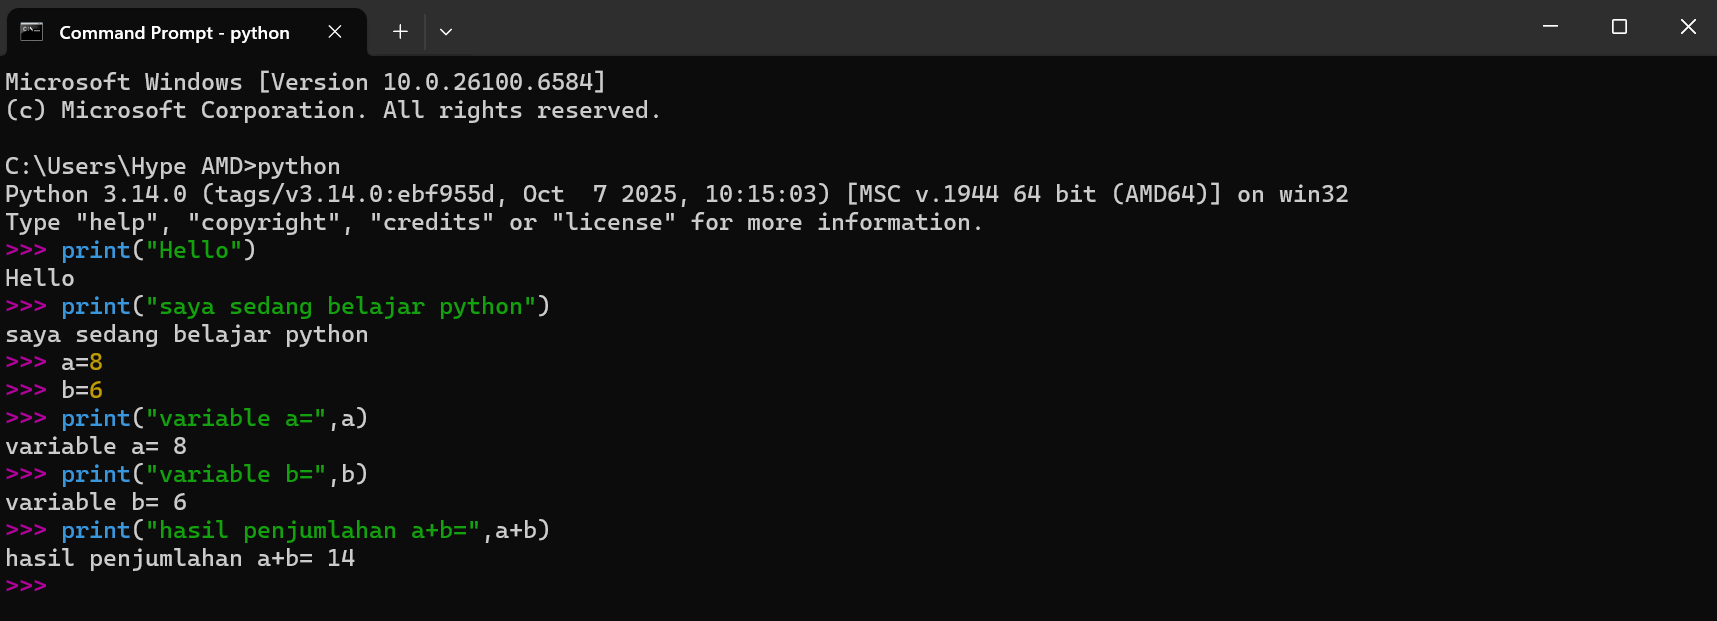 Command Prompt - python
Microsoft Windows [Version 10.0.26100.6584]
(c) Microsoft Corporation. All rights reserved.
C:\Users\Hype AMD>python
Python 3.14.0 (tags/v3.14.0:ebf955d, Oct  7 2025, 10:15:03) [MSC v.1944 64 bit (AMD64)] on win32
Type "help", "copyright", "credits" or "license" for more information.
>>> print("Hello")
Hello
>>> print("saya sedang belajar python")
saya sedang belajar python
>>> a=8
>>> b=6
>>> print("variable a=",a)
variable a= 8
>>> print("variable b=",b)
variable b= 6
>>> print("hasil penjumlahan a+b=",a+b)
hasil penjumlahan a+b= 14
>>>